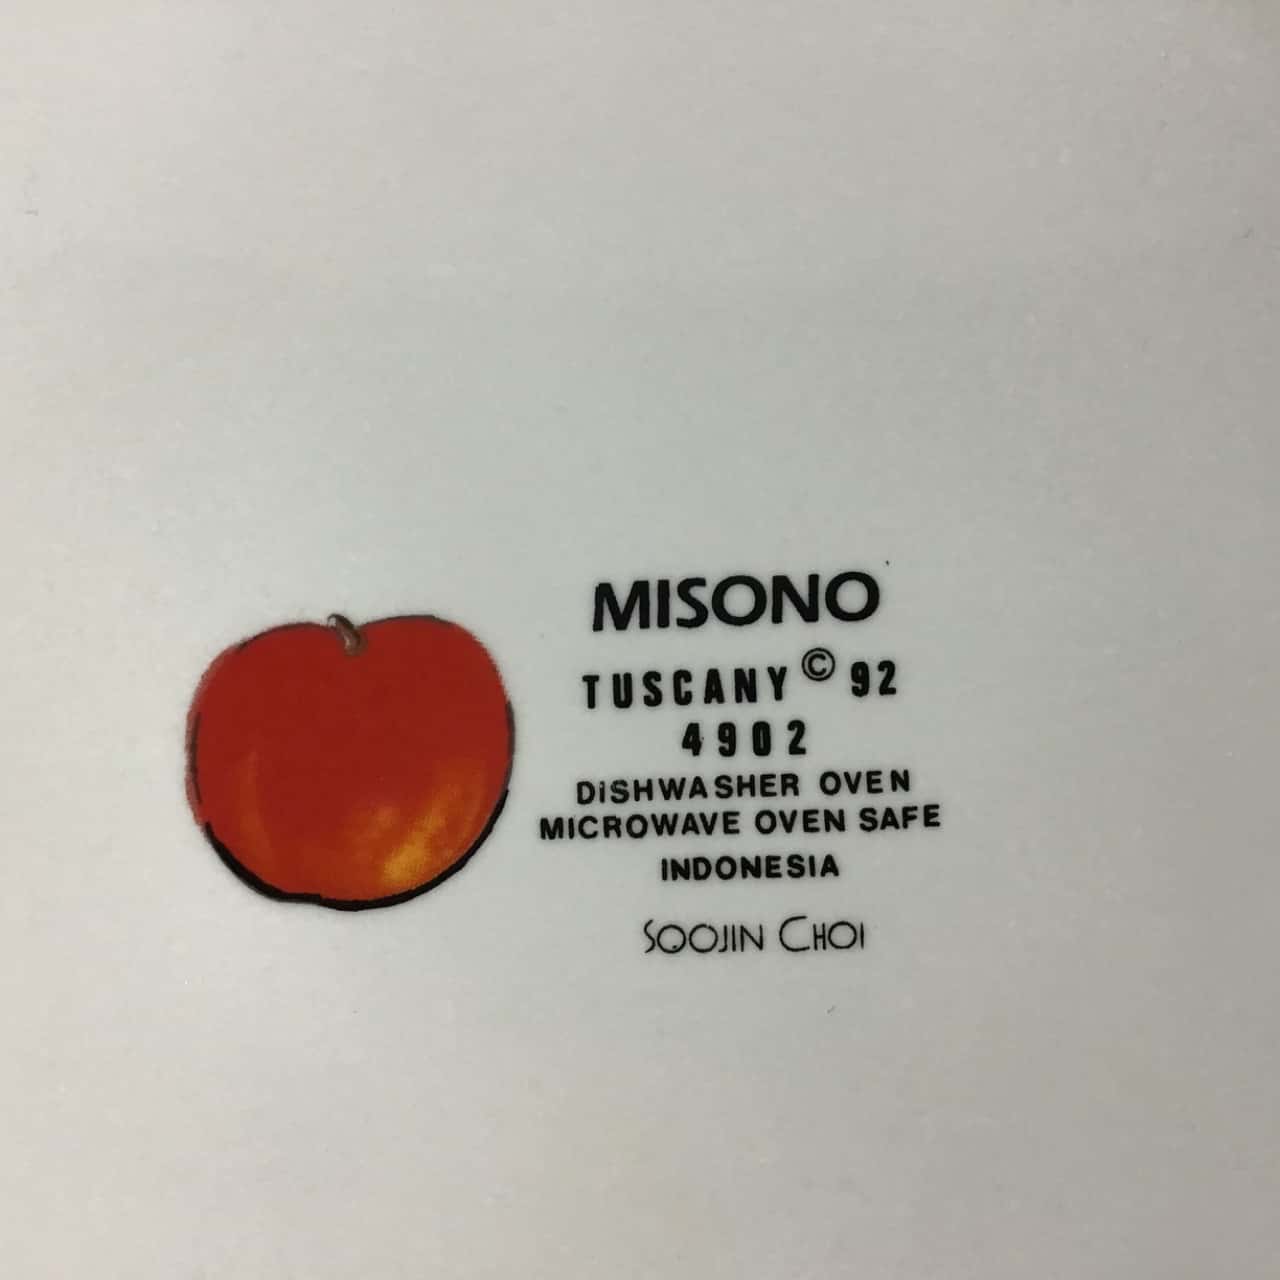 MISONO
TUSCANY © 92
4902
DiSHWASHER OVEN
MICROWAVE OVEN SAFE
INDONESIA
SOOJIN CHOI